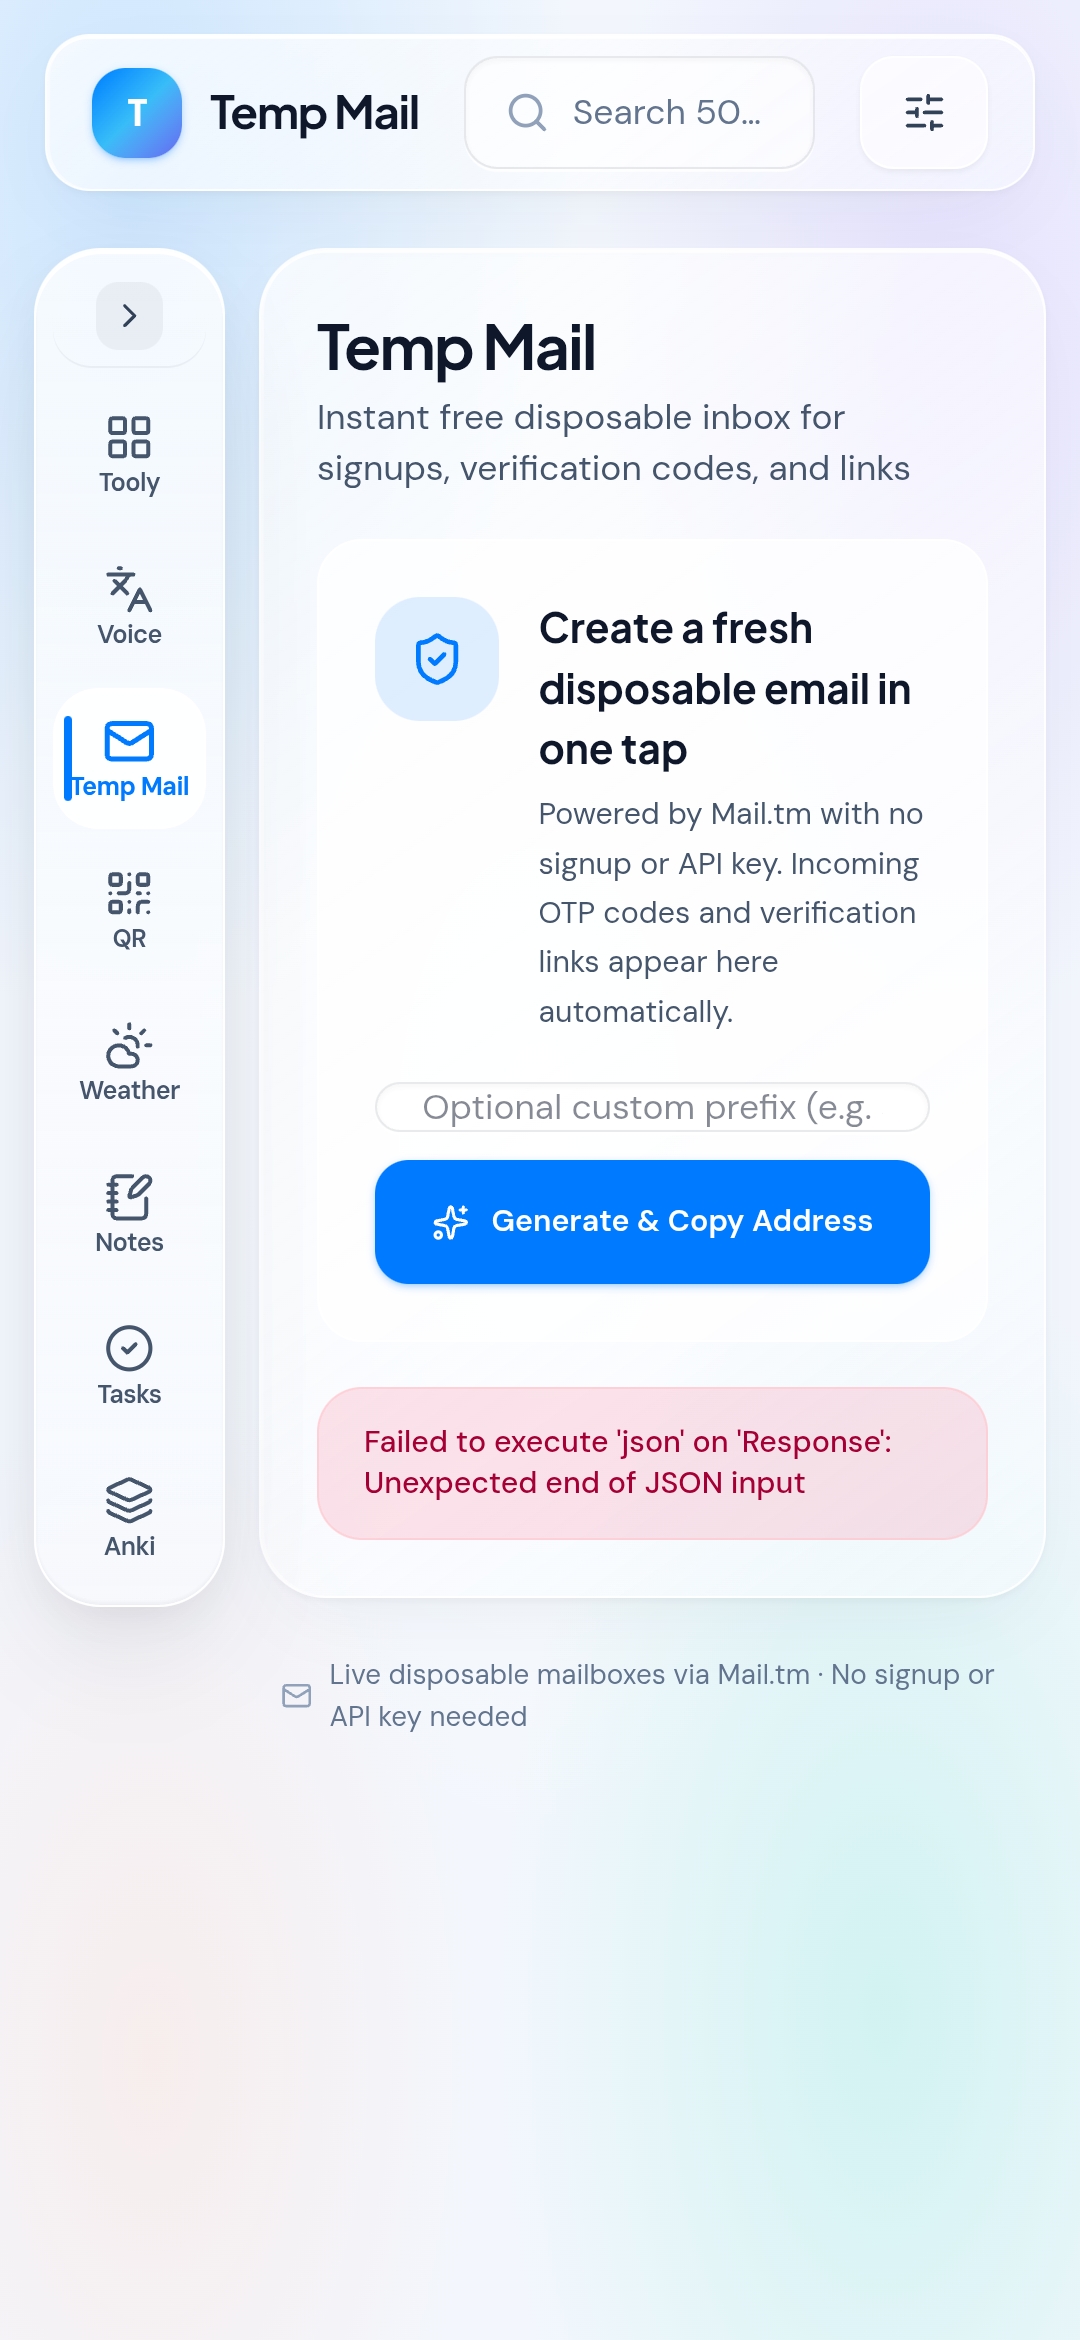 T
Temp Mail
Search 50...
Tooly
Voice
Temp Mail
QR
Weather
Notes
Tasks
Anki
Temp Mail
Instant free disposable inbox for
signups, verification codes, and links
Create a fresh
disposable email in
one tap
Powered by Mail.tm with no
signup or API key. Incoming
OTP codes and verification
links appear here
automatically.
Optional custom prefix (e.g.
Generate & Copy Address
Failed to execute 'json' on 'Response':
Unexpected end of JSON input
Live disposable mailboxes via Mail.tm · No signup or
API key needed